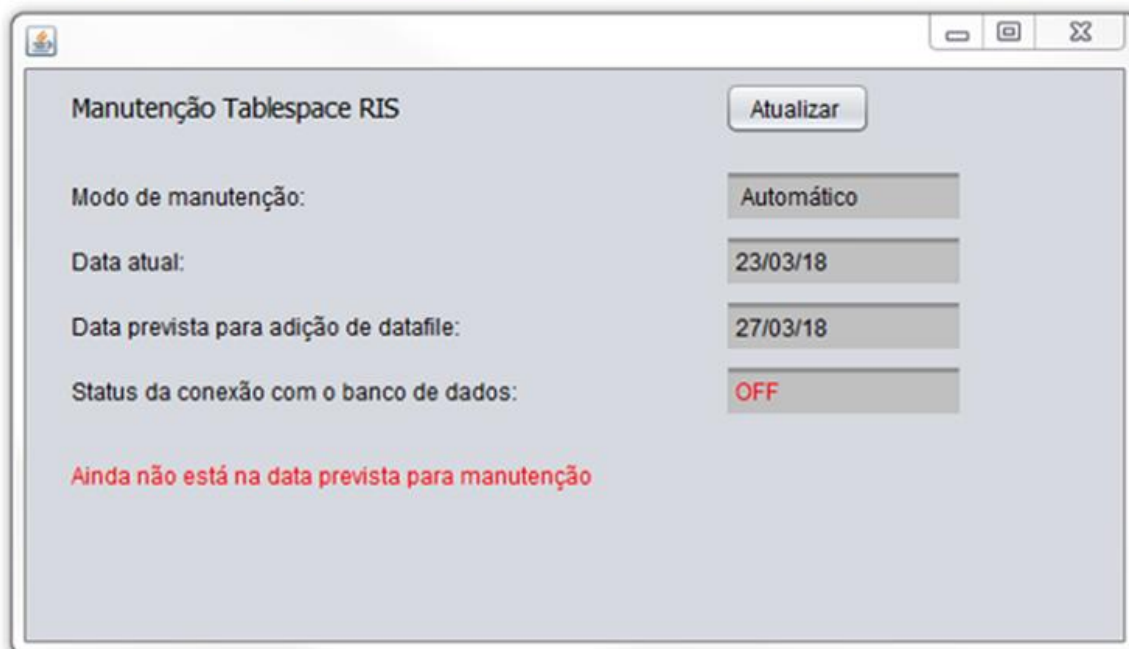 Manutenção Tablespace RIS
Atualizar
Modo de manutenção:
Automático
Data atual:
23/03/18
Data prevista para adição de datafile:
27/03/18
Status da conexão com o banco de dados:
OFF
Ainda não está na data prevista para manutenção